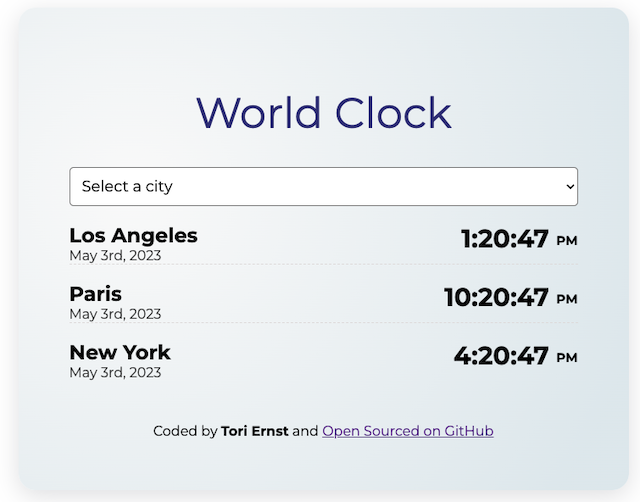 World Clock
Select a city
Los Angeles 1:20:47 PM
May 3rd, 2023
Paris 10:20:47 PM
May 3rd, 2023
New York 4:20:47 PM
May 3rd, 2023
Coded by Tori Ernst and Open Sourced on GitHub